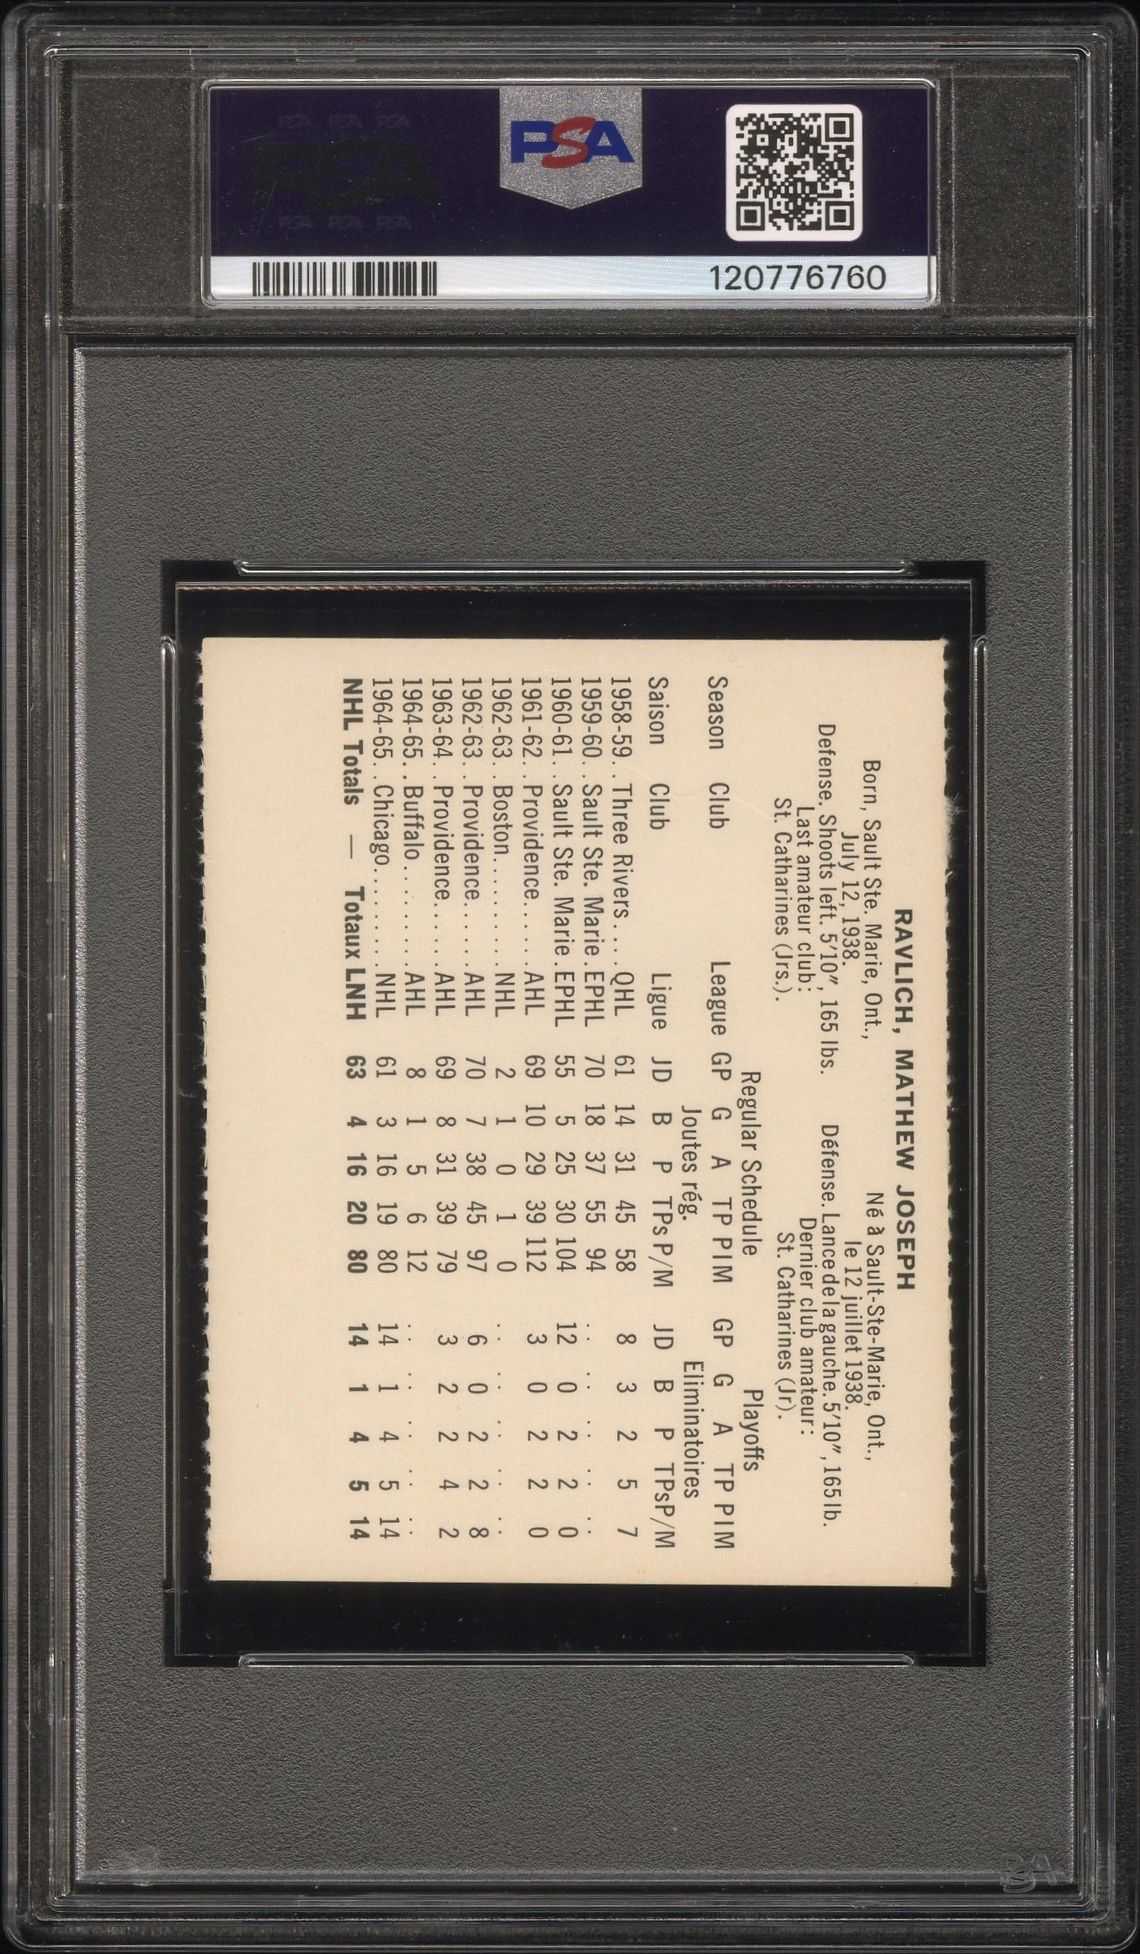 PSA
120776760
RAVLICH, MATHEW JOSEPH
Born, Sault Ste. Marie, Ont.,
July 12, 1938.
Defense. Shoots left. 5'10", 165 lbs.
Last amateur club:
St. Catharines (Jrs.).
Né à Sault-Ste-Marie, Ont.,
le 12 juillet 1938.
Défense. Lance de la gauche. 5'10", 165 lb.
Dernier club amateur:
St. Catharines (Jr).
Regular Schedule Playoffs
Season Club League GP G A TP PIM GP G A TP PIM
Joutes rég. Eliminatoires
Saison Club Ligue JD B P TPs P/M JD B P TPs P/M
1958-59.. Three Rivers.... QHL 61 14 31 45 58 8 3 2 5 7
1959-60.. Sault Ste. Marie. EPHL 70 18 37 55 94 .. .. .. .. ..
1960-61.. Sault Ste. Marie. EPHL 55 5 25 30 104 12 0 2 2 0
1961-62.. Providence..... AHL 69 10 29 39 112 3 0 2 2 0
1962-63.. Boston......... NHL 2 1 0 1 0 .. .. .. .. ..
1962-63.. Providence..... AHL 70 7 38 45 97 6 0 2 2 8
1963-64.. Providence..... AHL 69 8 31 39 79 3 2 2 4 2
1964-65.. Buffalo........ AHL 8 1 5 6 12 .. .. .. .. ..
1964-65.. Chicago........ NHL 61 3 16 19 80 14 1 4 5 14
NHL Totals — Totaux LNH 63 4 16 20 80 14 1 4 5 14